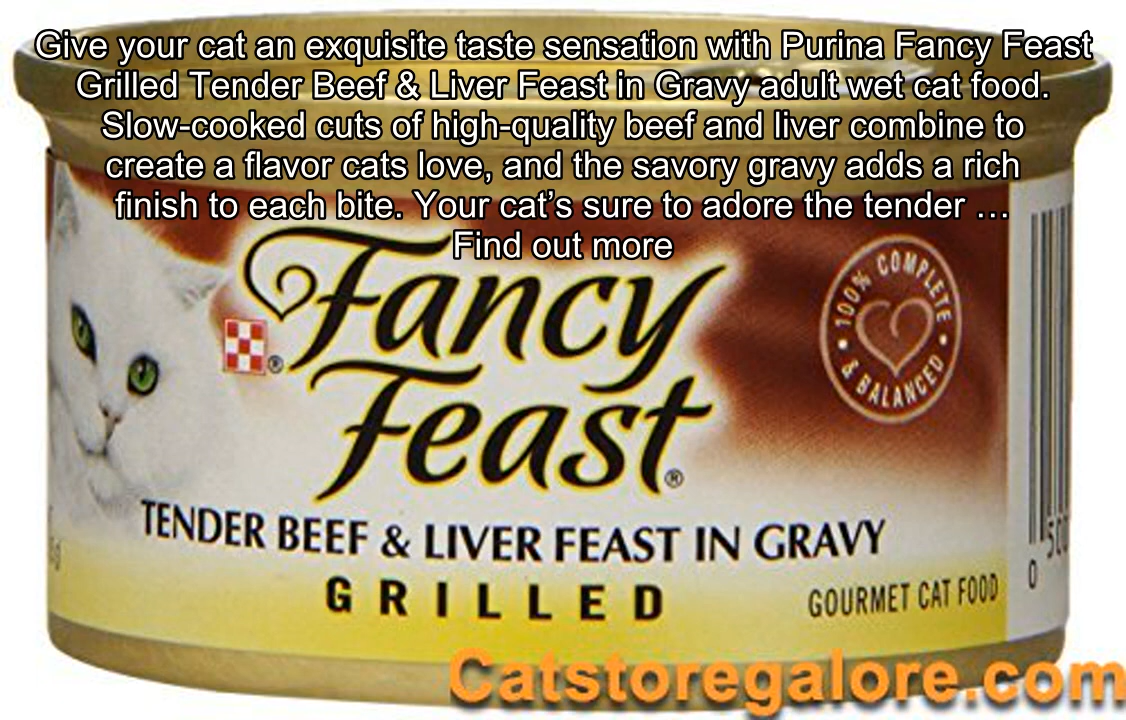 Give your cat an exquisite taste sensation with Purina Fancy Feast
Grilled Tender Beef & Liver Feast in Gravy adult wet cat food.
Slow-cooked cuts of high-quality beef and liver combine to
create a flavor cats love, and the savory gravy adds a rich
finish to each bite. Your cat’s sure to adore the tender …
Find out more
Fancy
Feast®
100% COMPLETE
& BALANCED
TENDER BEEF & LIVER FEAST IN GRAVY
GRILLED
GOURMET CAT FOOD
0
Catstoregalore.com